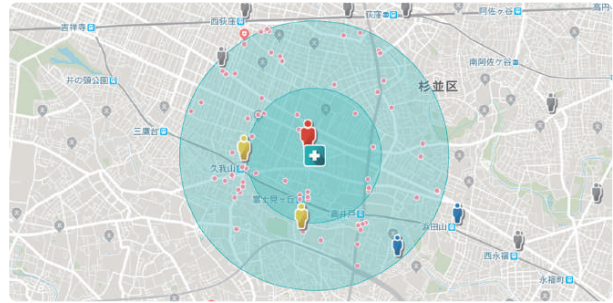 西荻窪
荻窪
阿佐ケ谷
高円
吉祥寺
南阿佐ケ谷
井の頭公園
杉並区
三鷹台
久我山
富士見ヶ丘
高井戸
浜田山
西永福
永福町